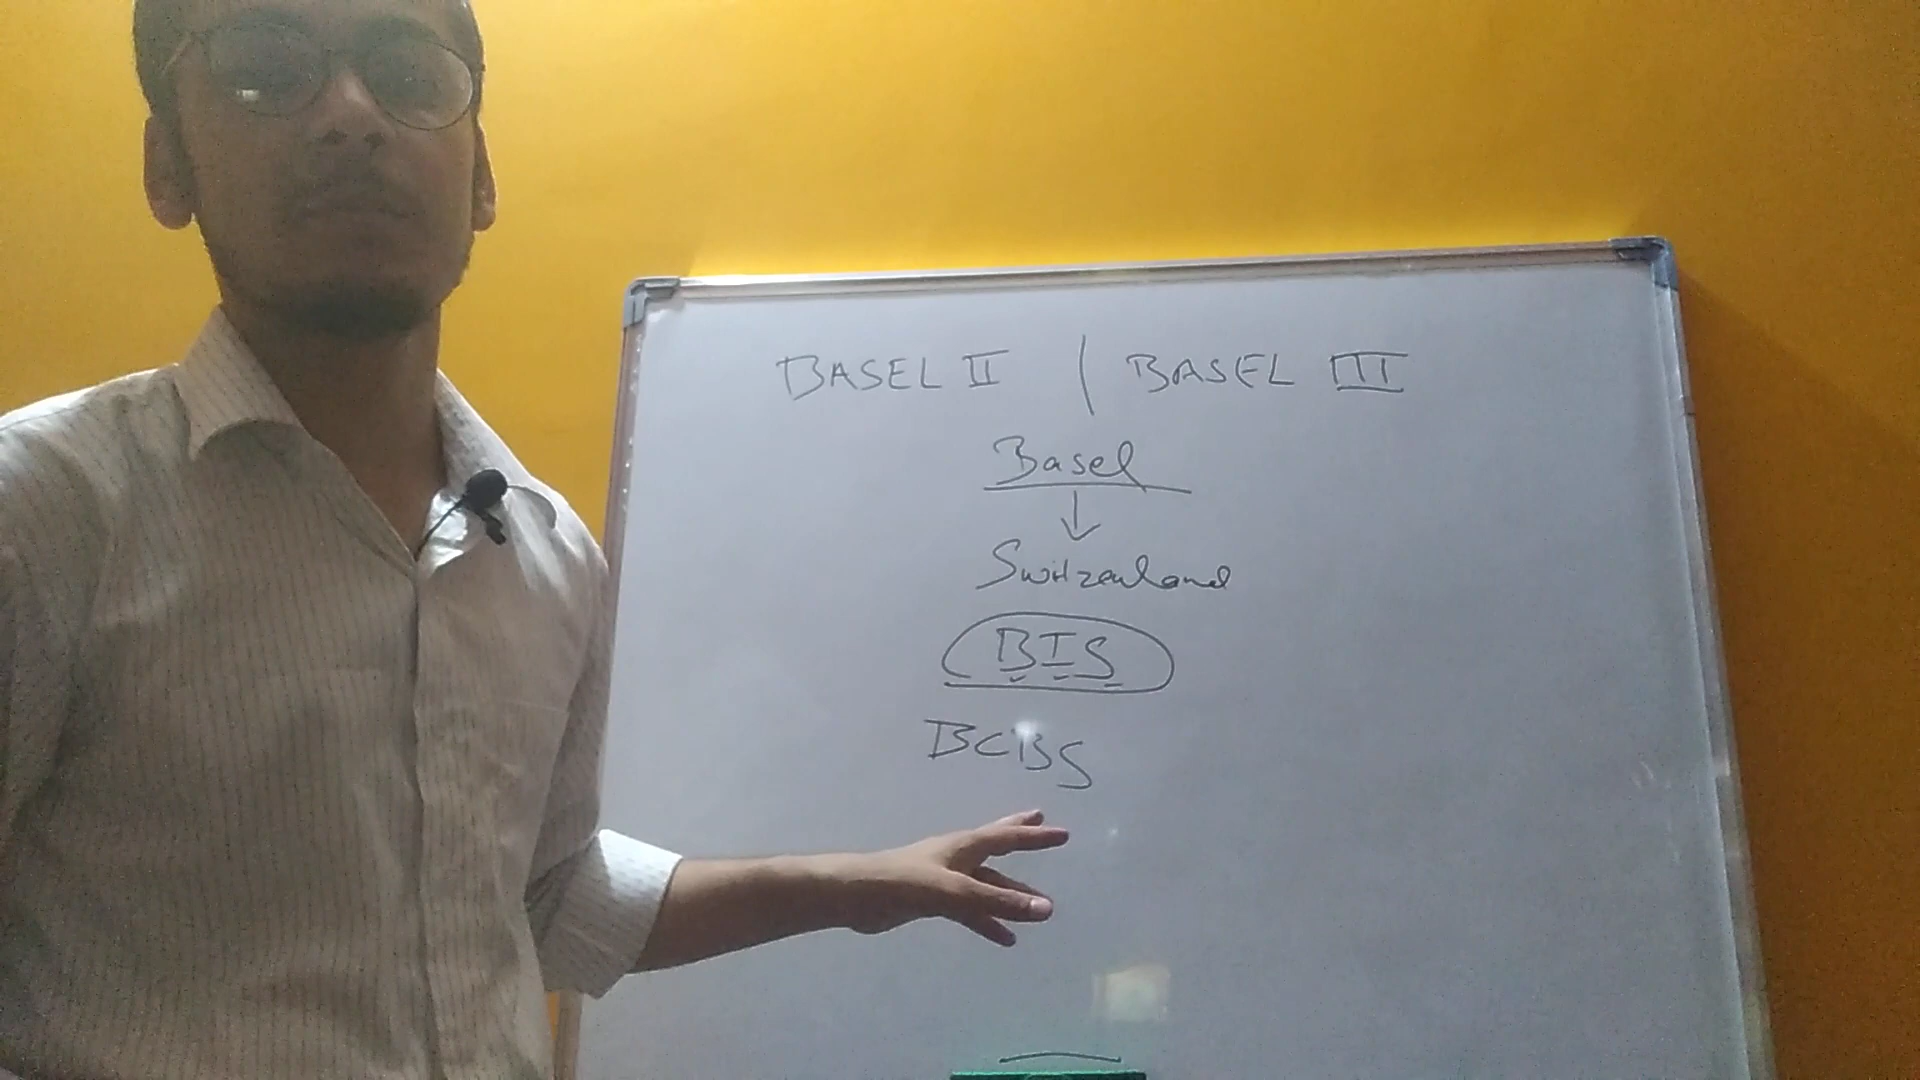 BASEL II | BASEL III
Basel
↓
Switzerland
BIS
BCBS